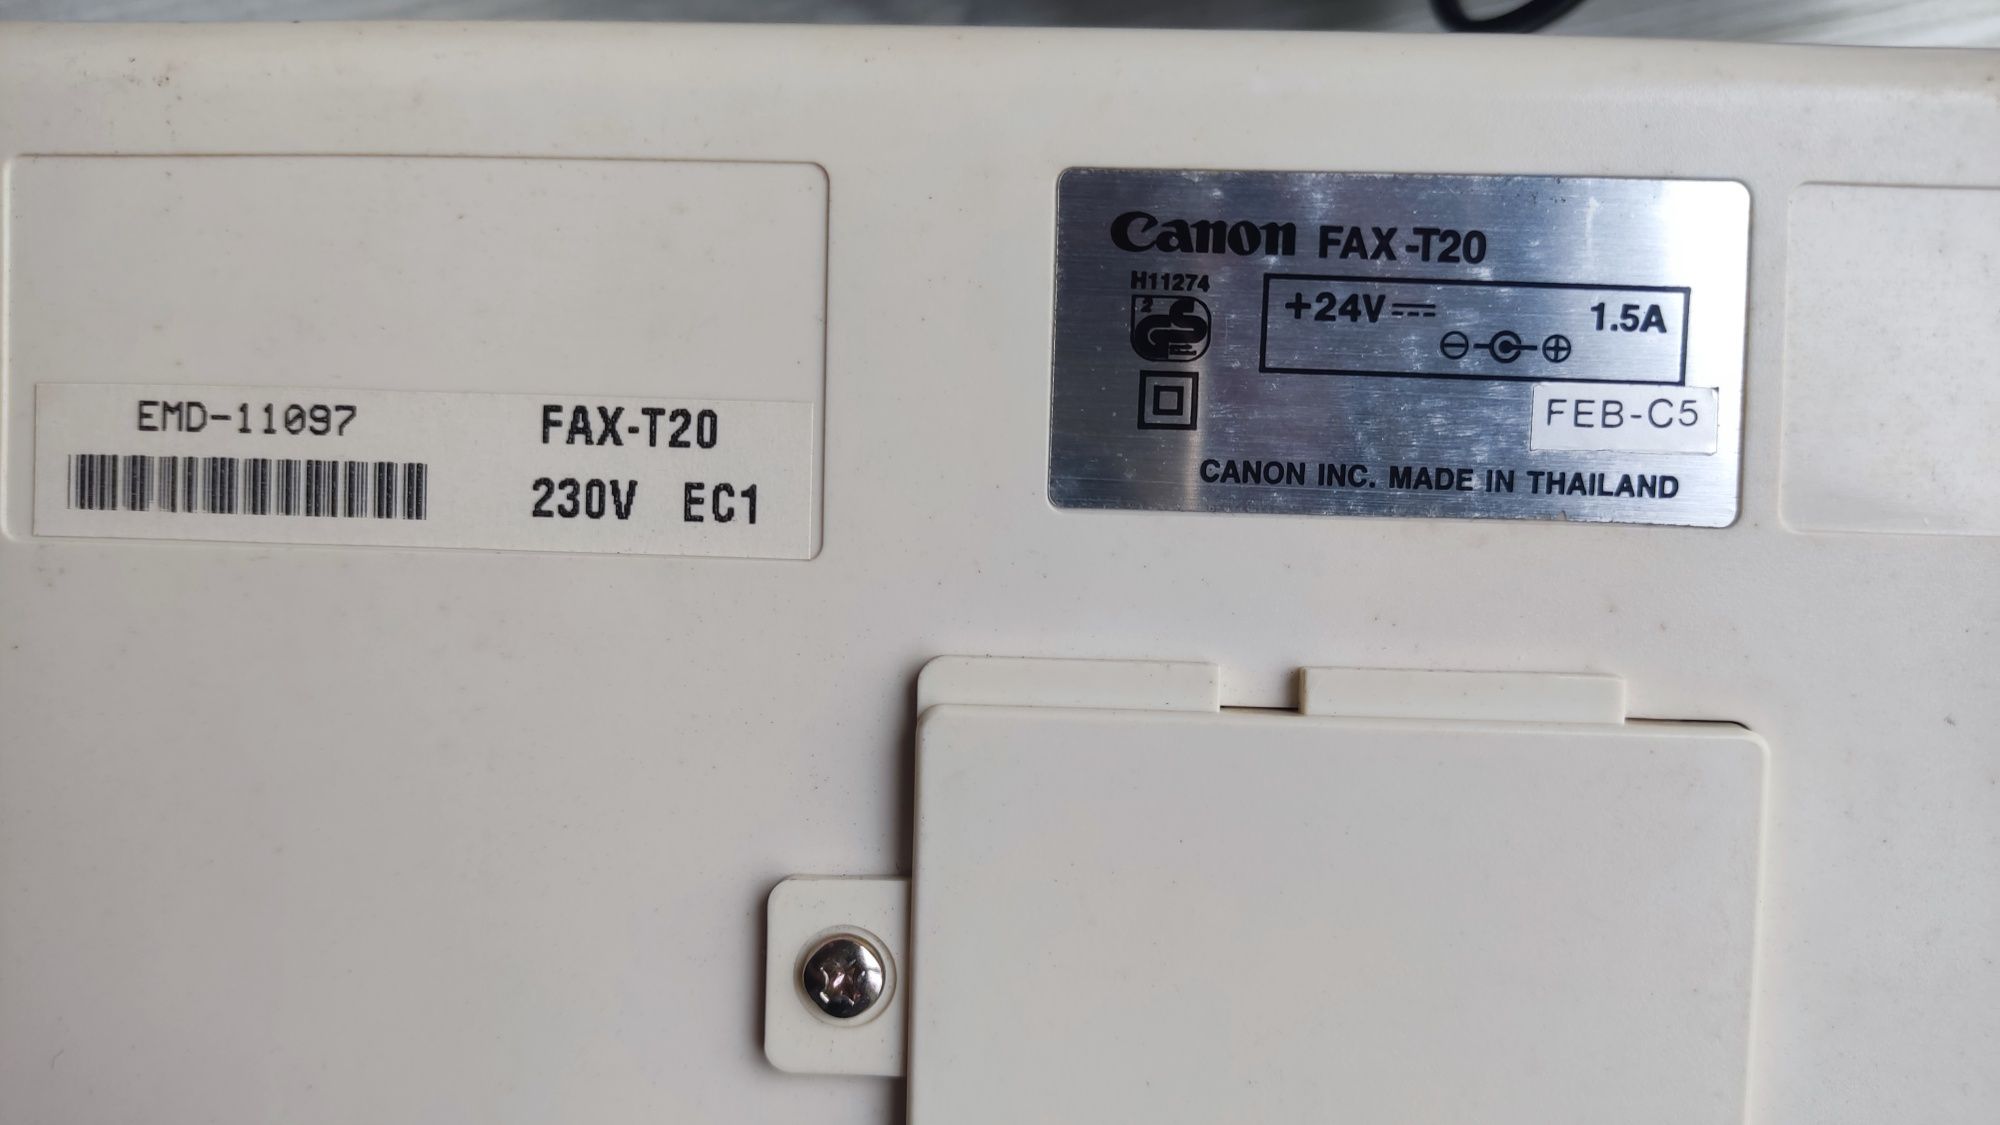 EMD-11097
FAX-T20
230V EC1
Canon FAX-T20
H11274
2
+24V 1.5A
FEB-C5
CANON INC. MADE IN THAILAND